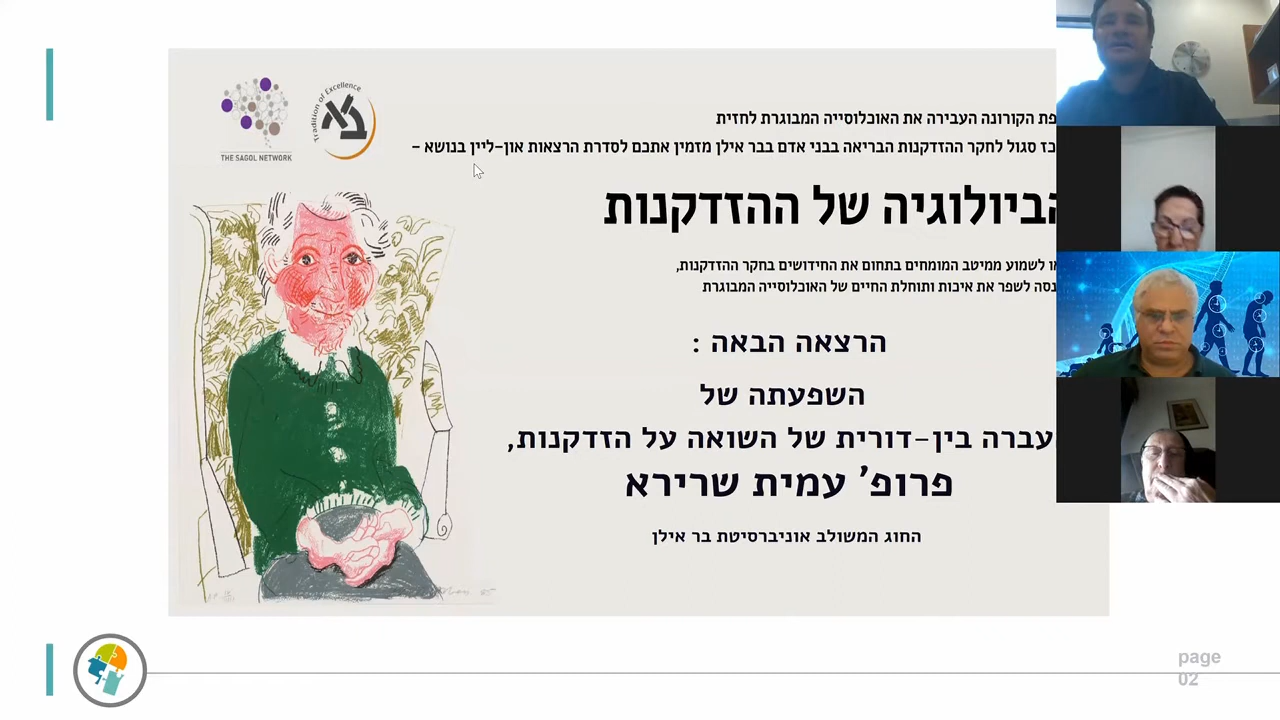 THE SAGOL NETWORK
Tradition of Excellence
בא
פת הקורונה העבירה את האוכלוסייה המבוגרת לחזית
כז סגול לחקר ההזדקנות הבריאה בבני אדם בבר אילן מזמין אתכם לסדרת הרצאות און-ליין בנושא -
הביולוגיה של ההזדקנות
או לשמוע ממיטב המומחים בתחום את החידושים בחקר ההזדקנות,
נסה לשפר את איכות ותוחלת החיים של האוכלוסייה המבוגרת
הרצאה הבאה :
השפעתה של
עברה בין-דורית של השואה על הזדקנות,
פרופ' עמית שרירא
החוג המשולב אוניברסיטת בר אילן
page
02